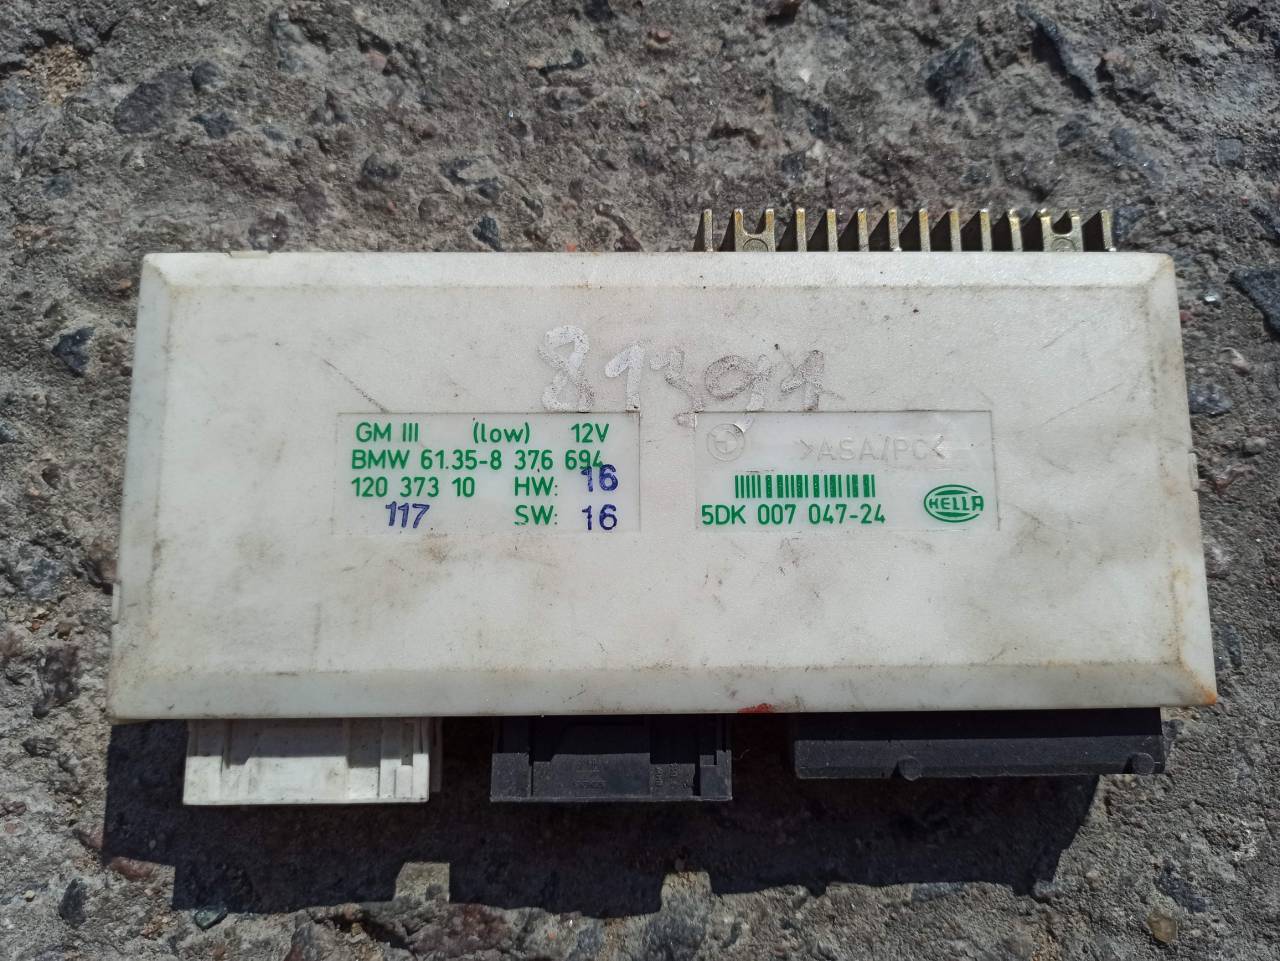 GM III (low) 12V
BMW 61.35-8 376 694
120 373 10 HW: 16
117 SW: 16
>ASA/PC<
5DK 007 047-24
HELLA